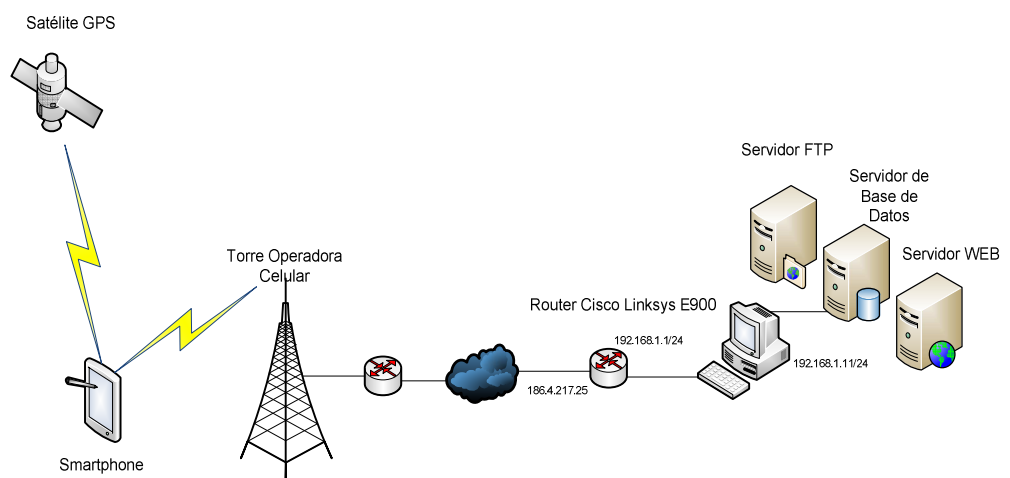 Satélite GPS
Servidor FTP
Servidor de
Base de
Datos
Servidor WEB
Torre Operadora
Celular
Router Cisco Linksys E900
192.168.1.1/24
192.168.1.11/24
186.4.217.25
Smartphone